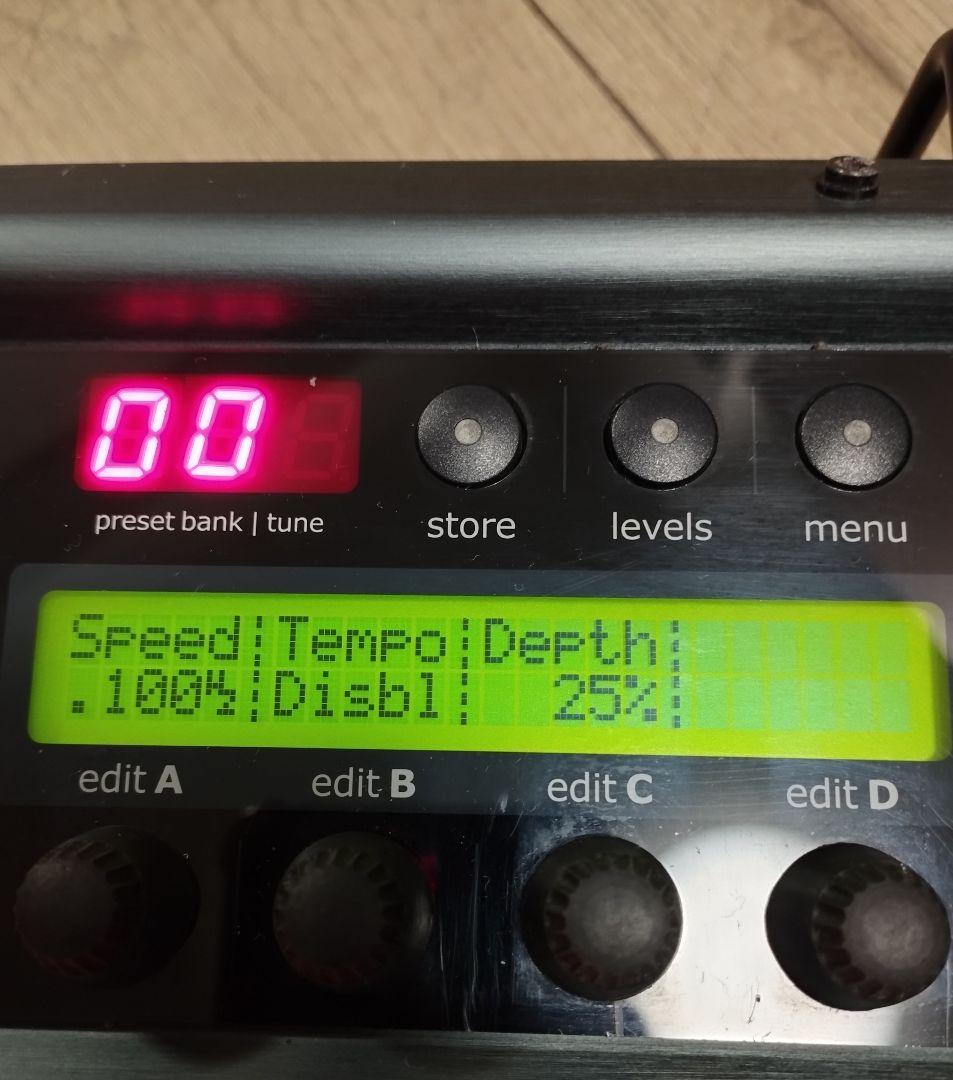 00
preset bank | tune
store
levels
menu
Speed¦Tempo¦Depth¦
.100¦Disbl¦ 25%¦
edit A
edit B
edit C
edit D